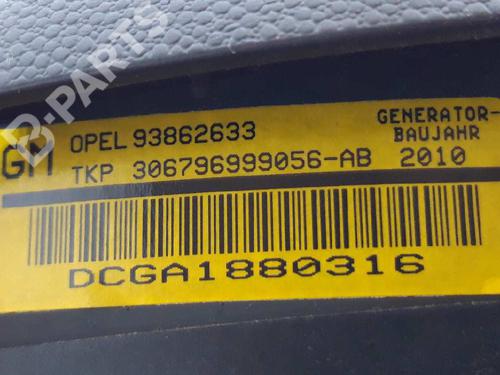 B-PARTS
GM
OPEL 93862633
TKP 306796999056-AB
GENERATOR-
BAUJAHR
2010
DCGA1880316